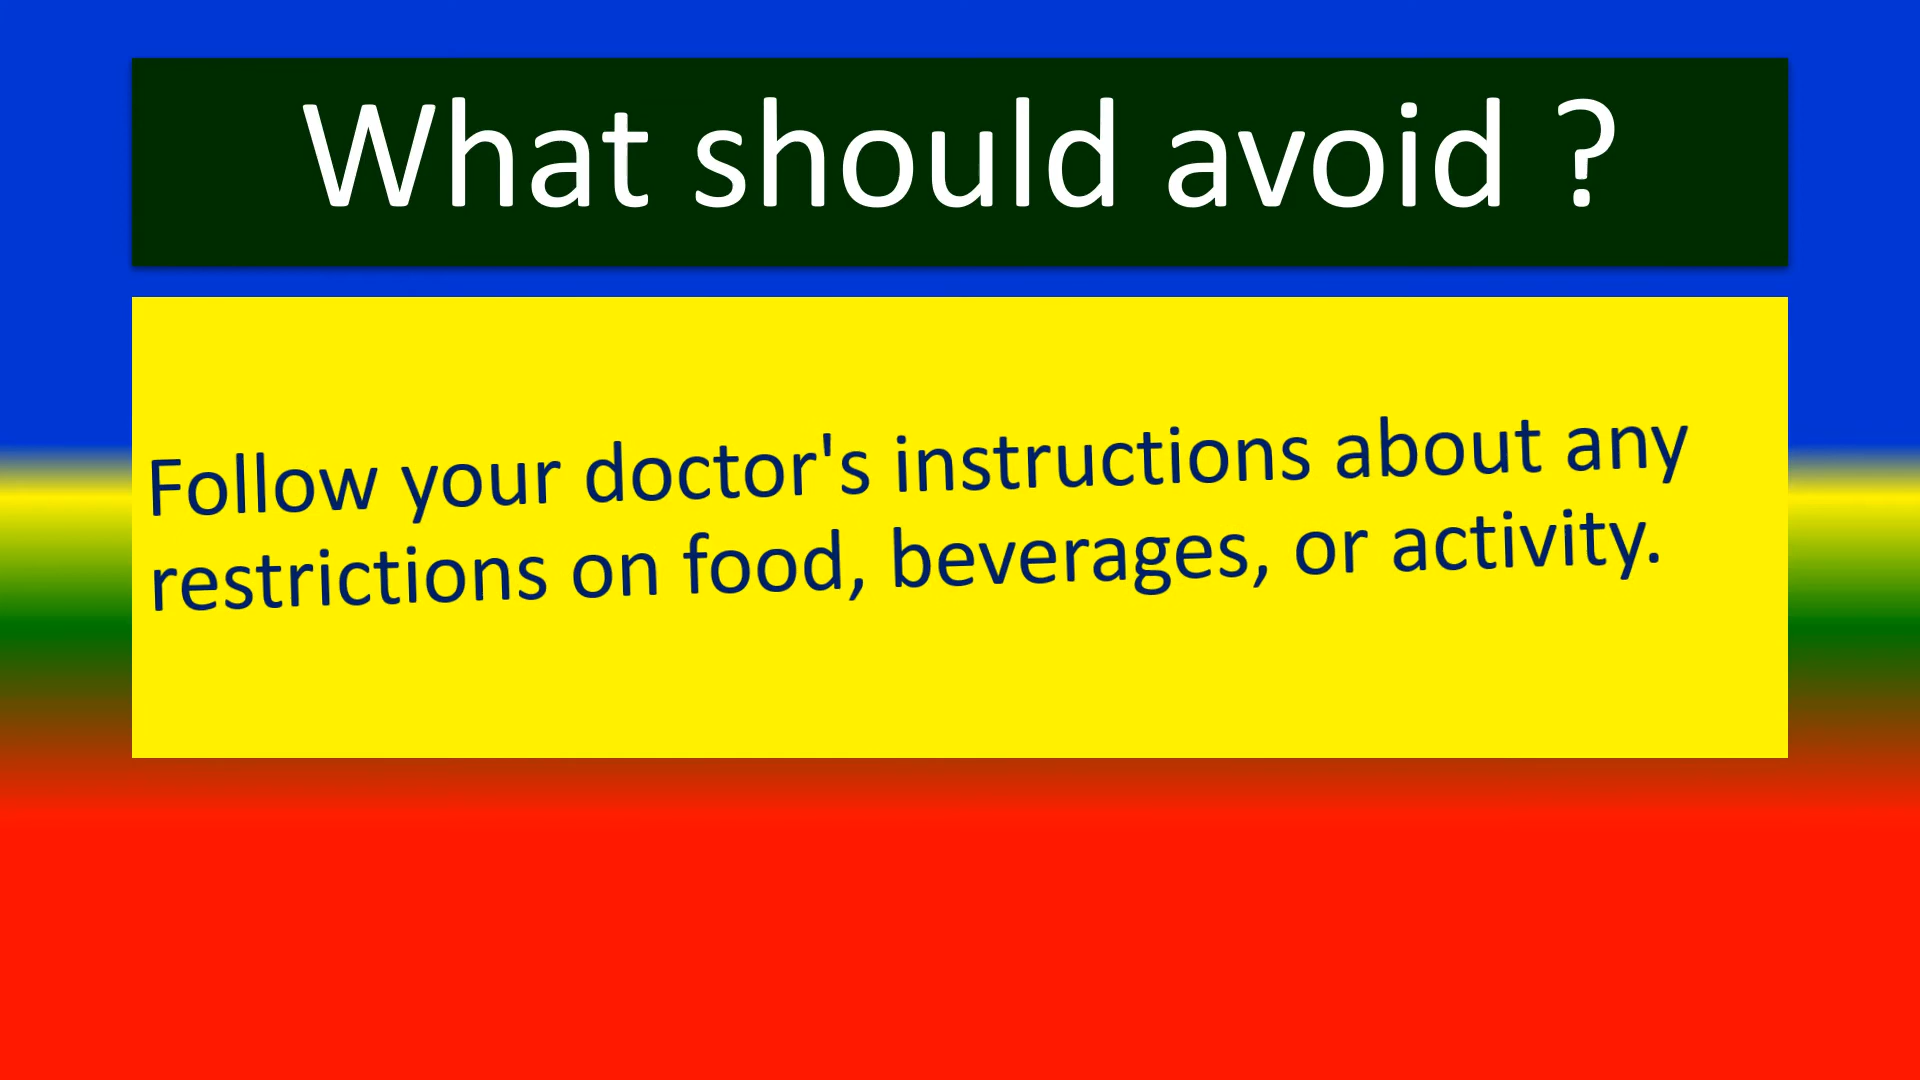 What should avoid ?
Follow your doctor's instructions about any
restrictions on food, beverages, or activity.